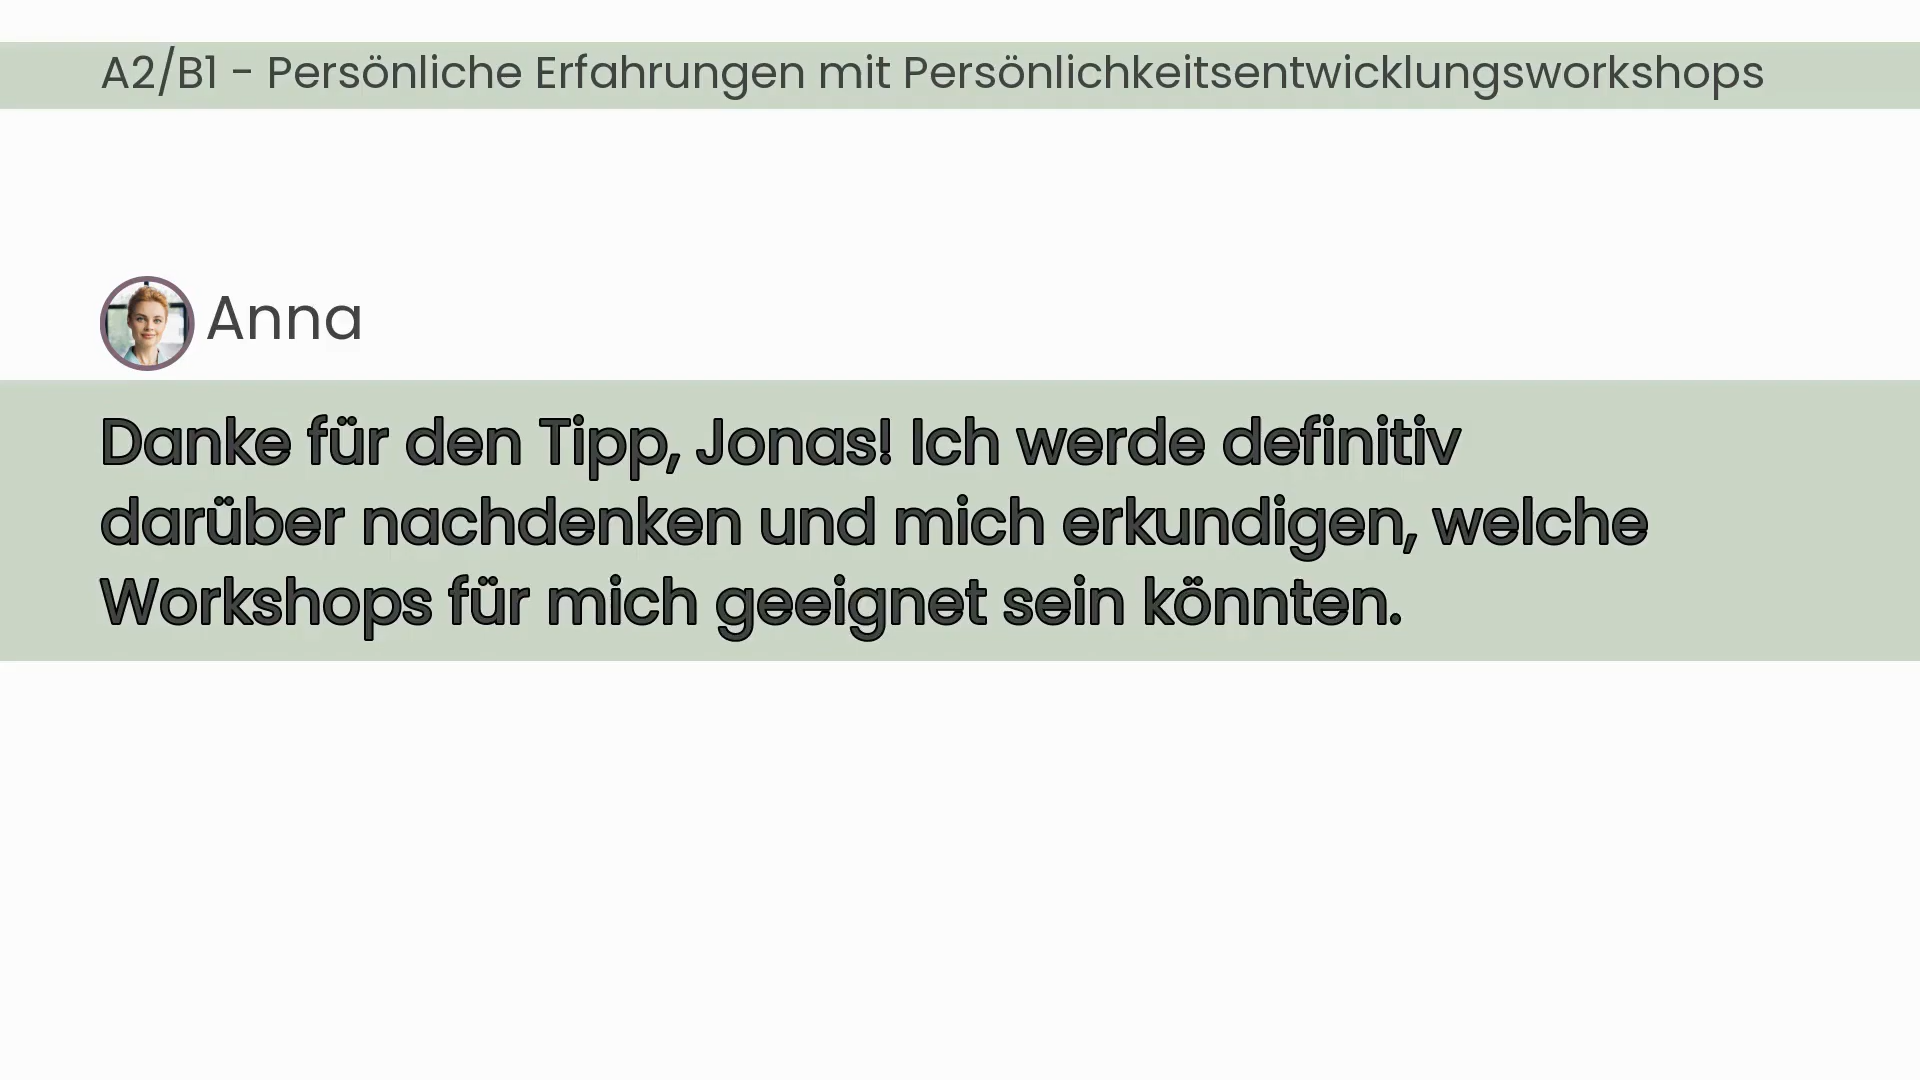 A2/B1 - Persönliche Erfahrungen mit Persönlichkeitsentwicklungsworkshops
Anna
Danke für den Tipp, Jonas! Ich werde definitiv
darüber nachdenken und mich erkundigen, welche
Workshops für mich geeignet sein könnten.